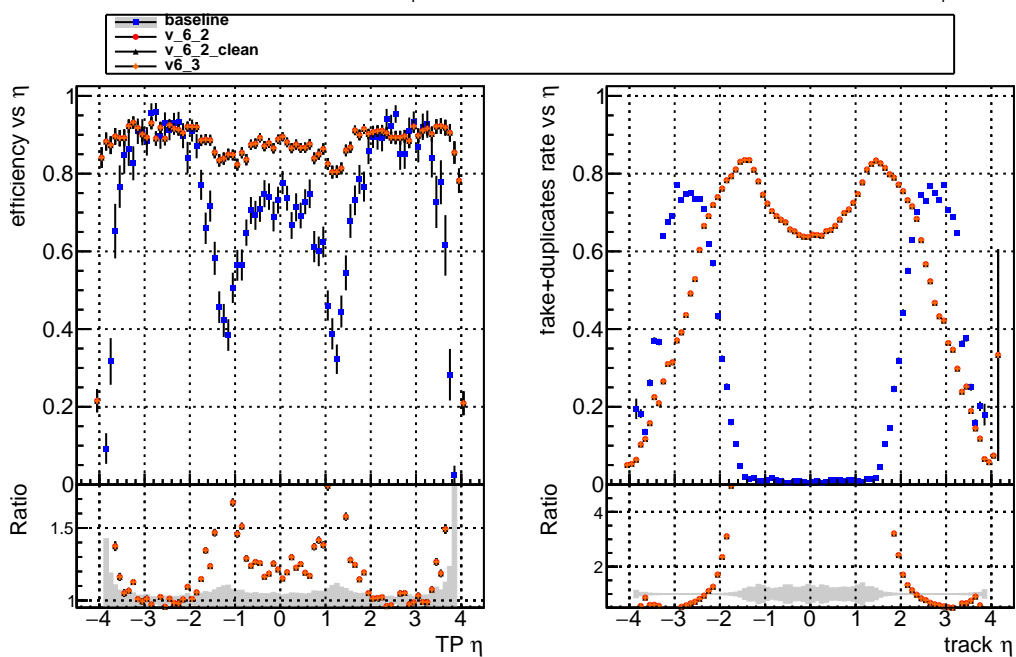 baseline
v_6_2
v_6_2_clean
v6_3
efficiency vs η
1
0.8
0.6
0.4
0.2
0
Ratio
1.5
1
−4 −3 −2 −1 0 1 2 3 4
TP η
fake+duplicates rate vs η
1
0.8
0.6
0.4
0.2
0
Ratio
4
2
−4 −3 −2 −1 0 1 2 3 4
track η